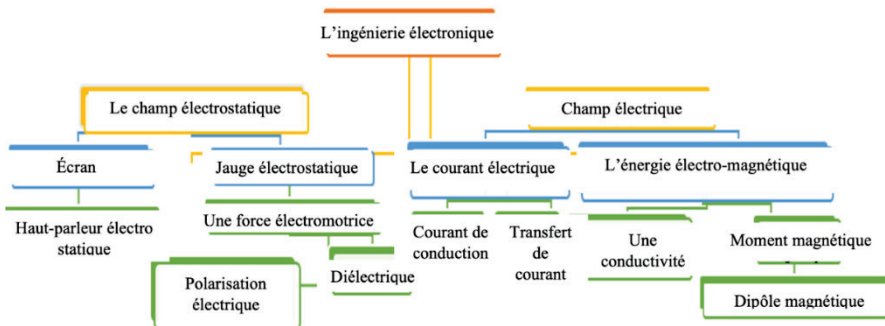 L'ingénierie électronique
Le champ électrostatique
Champ électrique
Écran
Jauge électrostatique
Le courant électrique
L'énergie électro-magnétique
Haut-parleur électro
statique
Une force électromotrice
Courant de
conduction
Transfert
de
courant
Une
conductivité
Moment magnétique
Polarisation
électrique
Diélectrique
Dipôle magnétique